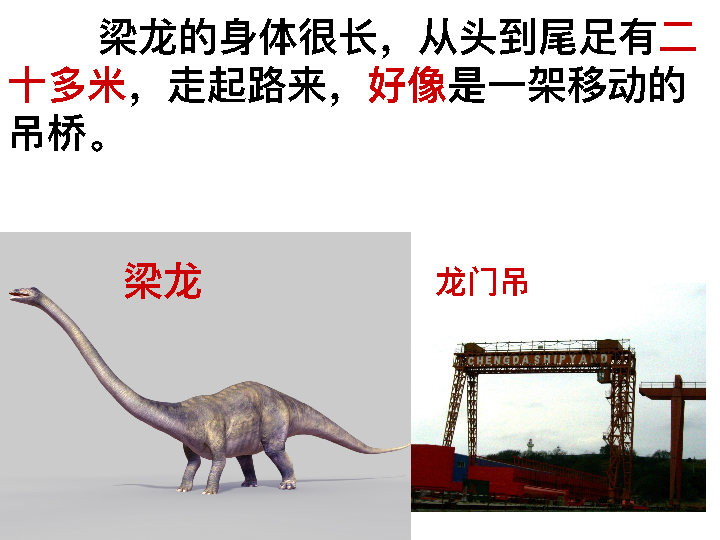 梁龙的身体很长，从头到尾足有二
十多米，走起路来，好像是一架移动的
吊桥。
梁龙
龙门吊
CHENGDA SHIPYARD